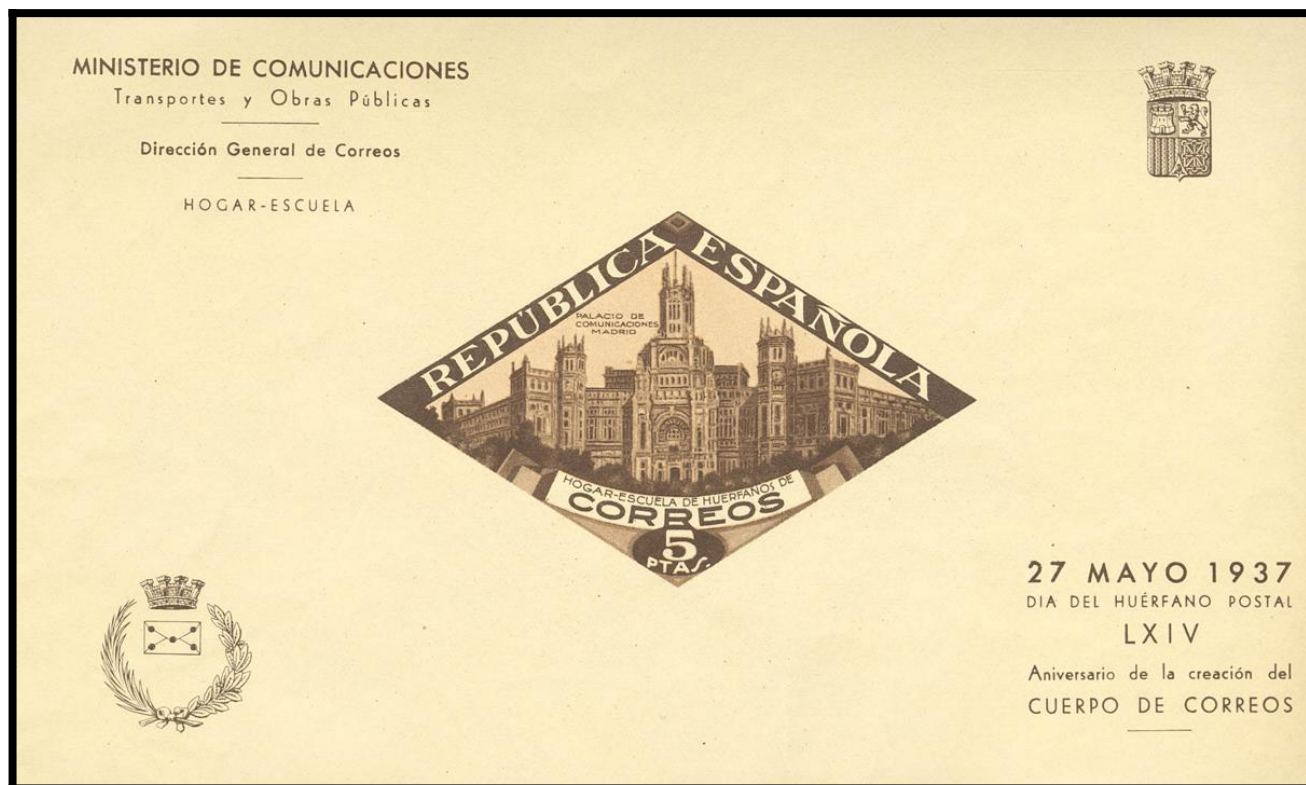 MINISTERIO DE COMUNICACIONES
Transportes y Obras Públicas
Dirección General de Correos
HOGAR-ESCUELA
REPÚBLICA ESPAÑOLA
PALACIO DE
COMUNICACIONES
MADRID
HOGAR-ESCUELA DE HUERFANOS DE
CORREOS
5
PTAS.
27 MAYO 1937
DIA DEL HUÉRFANO POSTAL
LXIV
Aniversario de la creación del
CUERPO DE CORREOS